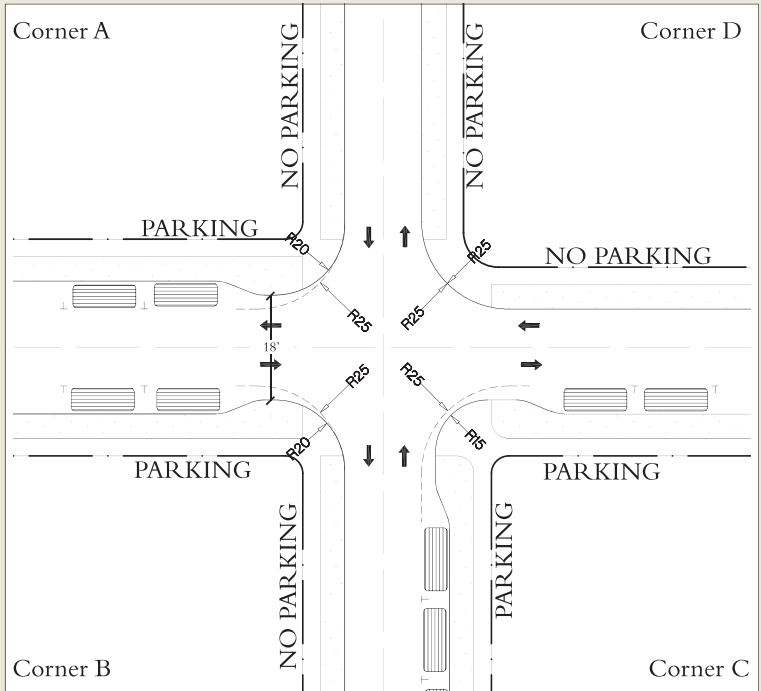 Corner A
Corner D
NO PARKING
NO PARKING
PARKING
NO PARKING
R20
R25
R25
R25
18'
R25
R25
R20
R15
PARKING
PARKING
NO PARKING
PARKING
Corner B
Corner C